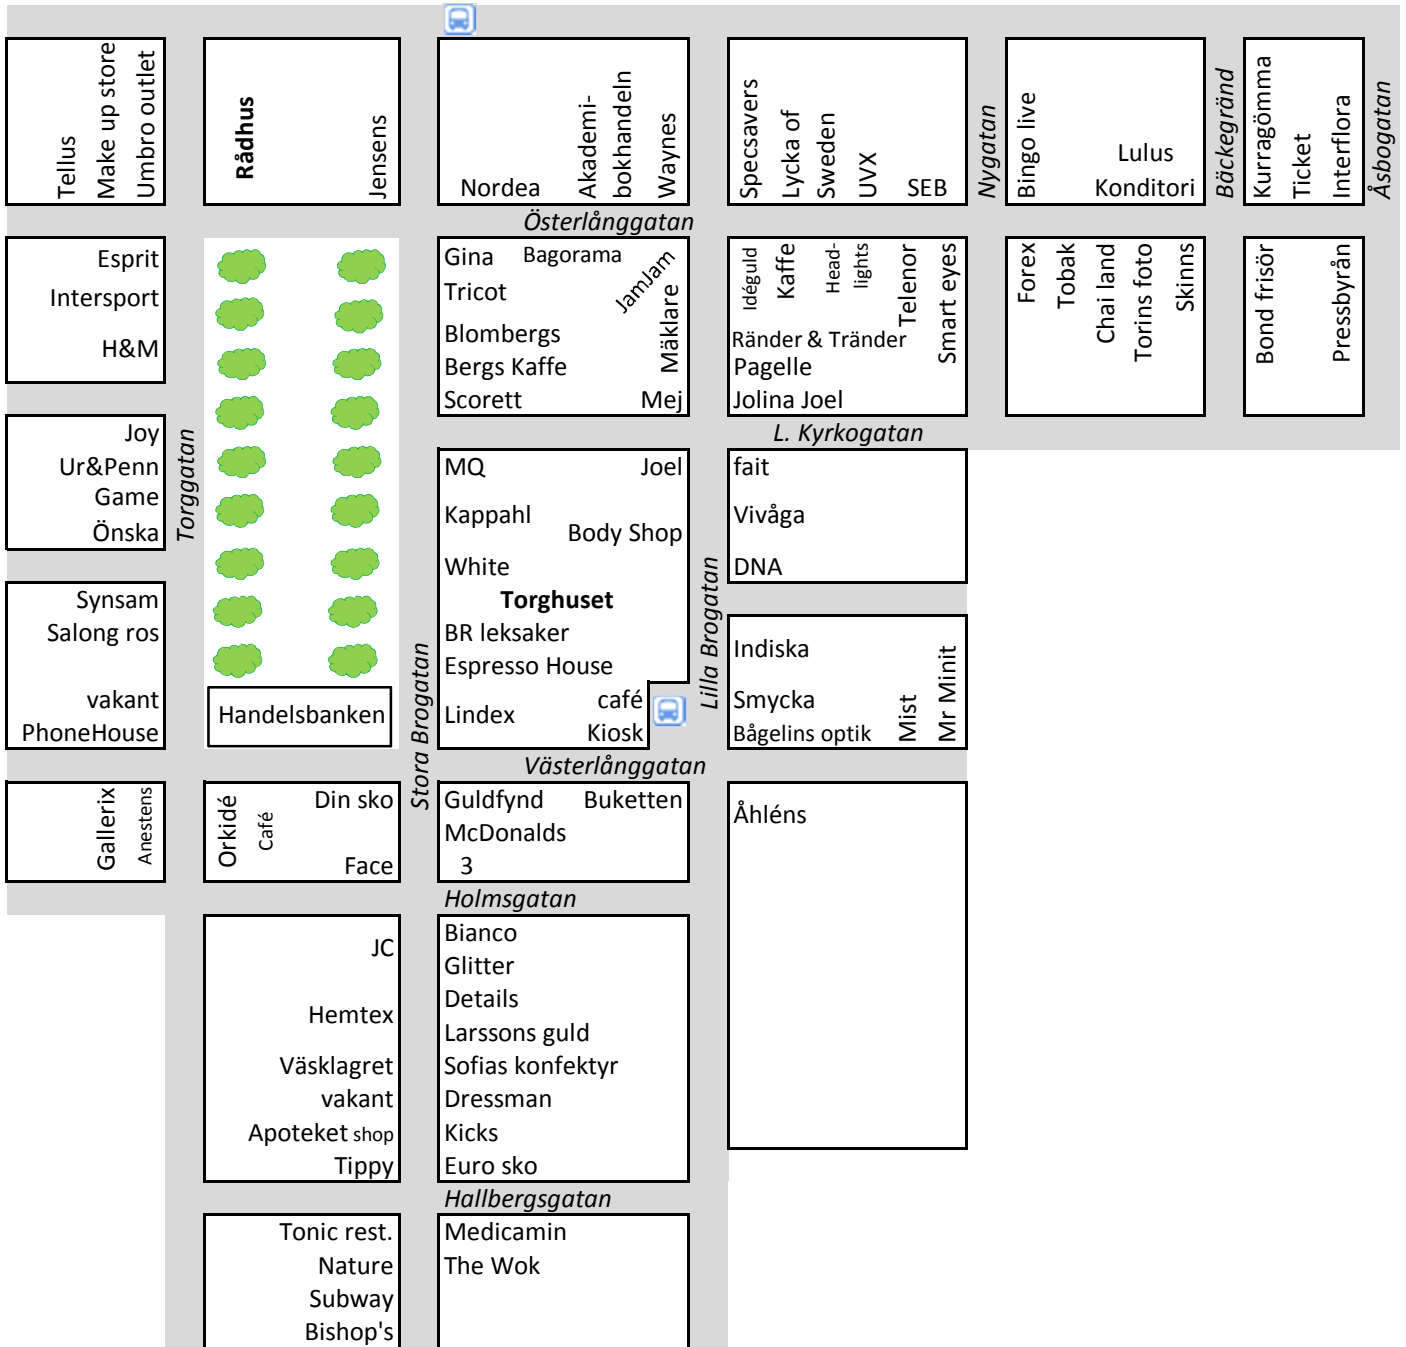 Tellus
Make up store
Umbro outlet
Rådhus
Jensens
Nordea
Akademi-
bokhandeln
Waynes
Specsavers
Lycka of
Sweden
UVX
SEB
Nygatan
Bingo live
Lulus
Konditori
Bäckegränd
Kurragömma
Ticket
Interflora
Åsbogatan
Österlånggatan
Esprit
Intersport
H&M
Gina
Tricot
Bagorama
JamJam
Blombergs
Bergs Kaffe
Mäklare
Scorett
Mej
Idéguld
Kaffe
Head-
lights
Telenor
Smart eyes
Ränder & Tränder
Pagelle
Jolina Joel
Forex
Tobak
Chai land
Torins foto
Skinns
Bond frisör
Pressbyrån
L. Kyrkogatan
Joy
Ur&Penn
Game
Önska
Torggatan
MQ
Joel
Kappahl
Body Shop
White
Torghuset
BR leksaker
Espresso House
Lindex
café
Kiosk
fait
Vivåga
DNA
Lilla Brogatan
Synsam
Salong ros
vakant
PhoneHouse
Handelsbanken
Stora Brogatan
Indiska
Smycka
Bågelins optik
Mist
Mr Minit
Västerlånggatan
Gallerix
Anestens
Orkidé
Café
Din sko
Face
Guldfynd
Buketten
McDonalds
3
Åhléns
Holmsgatan
JC
Hemtex
Väsklagret
vakant
Apoteket shop
Tippy
Bianco
Glitter
Details
Larssons guld
Sofias konfektyr
Dressman
Kicks
Euro sko
Hallbergsgatan
Tonic rest.
Nature
Subway
Bishop's
Medicamin
The Wok